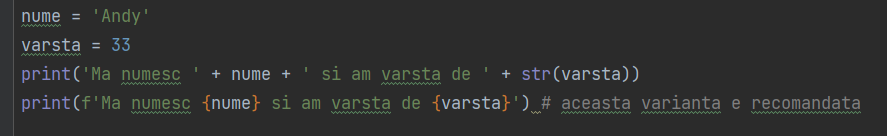 nume = 'Andy'
varsta = 33
print('Ma numesc ' + nume + ' si am varsta de ' + str(varsta))
print(f'Ma numesc {nume} si am varsta de {varsta}') # aceasta varianta e recomandata